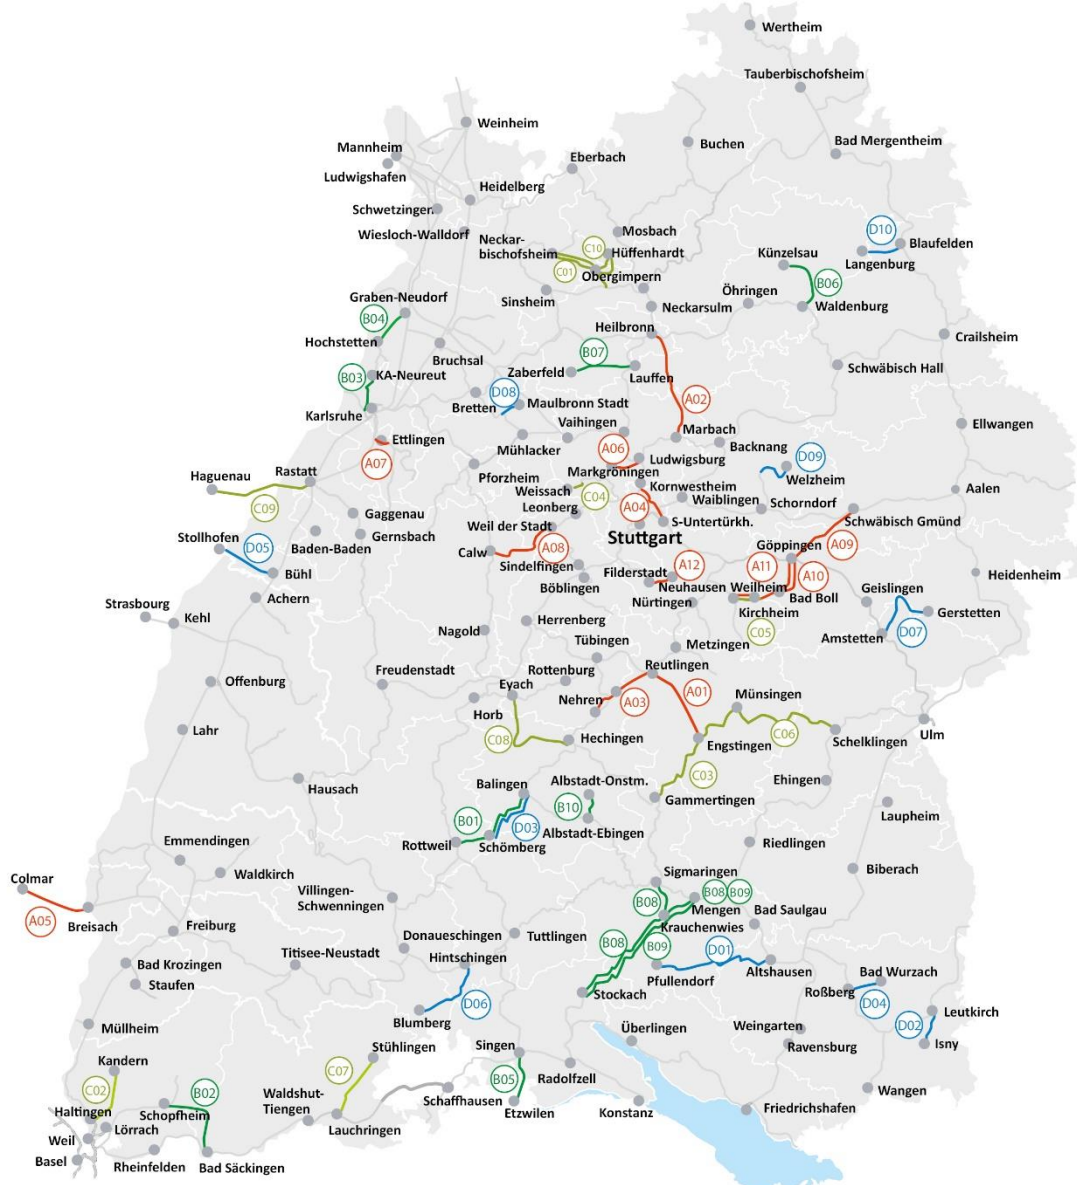 Wertheim
Tauberbischofsheim
Weinheim
Buchen
Bad Mergentheim
Mannheim
Ludwigshafen
Eberbach
Heidelberg
Schwetzingen
Wiesloch-Walldorf
Mosbach
Neckar-
bischofsheim
C10
Hüffenhardt
C01
Obergimpern
D10
Blaufelden
Langenburg
Künzelsau
B06
Waldenburg
Öhringen
Sinsheim
Neckarsulm
Graben-Neudorf
B04
Hochstetten
Heilbronn
Crailsheim
Bruchsal
B07
Zaberfeld
Lauffen
Schwäbisch Hall
B03
KA-Neureut
D08
Bretten
Maulbronn Stadt
A02
Karlsruhe
Vaihingen
Marbach
Ellwangen
Ettlingen
A07
Mühlacker
A06
Backnang
Ludwigsburg
D09
Welzheim
Haguenau
Rastatt
C09
Pforzheim
Markgröningen
Weissach
C04
Kornwestheim
Leonberg
A04
Waiblingen
Schorndorf
Aalen
Gaggenau
Gernsbach
Weil der Stadt
S-Untertürkh.
Schwäbisch Gmünd
Stollhofen
D05
Baden-Baden
Stuttgart
Calw
A08
Göppingen
A09
Bühl
Sindelfingen
Böblingen
Filderstadt
A12
Neuhausen
A11
Weilheim
A10
Bad Boll
Heidenheim
Achern
Nürtingen
Kirchheim
Geislingen
Gerstetten
Strasbourg
Kehl
Herrenberg
C05
Amstetten
D07
Nagold
Tübingen
Metzingen
Freudenstadt
Rottenburg
Reutlingen
Offenburg
Eyach
Nehren
A03
A01
Münsingen
Horb
C08
Hechingen
Engstingen
C06
Schelklingen
Ulm
Lahr
C03
Ehingen
Hausach
Balingen
Albstadt-Onstm.
Gammertingen
B10
B01
D03
Albstadt-Ebingen
Laupheim
Rottweil
Schömberg
Emmendingen
Riedlingen
Waldkirch
Biberach
Colmar
A05
Breisach
Villingen-
Schwenningen
Sigmaringen
B08
B08
B09
Mengen
Bad Saulgau
Freiburg
Donaueschingen
Tuttlingen
Krauchenwies
B08
B09
D01
Titisee-Neustadt
Hintschingen
Bad Krozingen
Staufen
Pfullendorf
Altshausen
Bad Wurzach
Roßberg
D04
Stockach
D06
Blumberg
Leutkirch
D02
Isny
Müllheim
Überlingen
Weingarten
Ravensburg
Stühlingen
Singen
Kandern
C02
B02
C07
B05
Radolfzell
Haltingen
Schopfheim
Waldshut-
Tiengen
Schaffhausen
Etzwilen
Konstanz
Friedrichshafen
Wangen
Lörrach
Lauchringen
Weil
Basel
Rheinfelden
Bad Säckingen